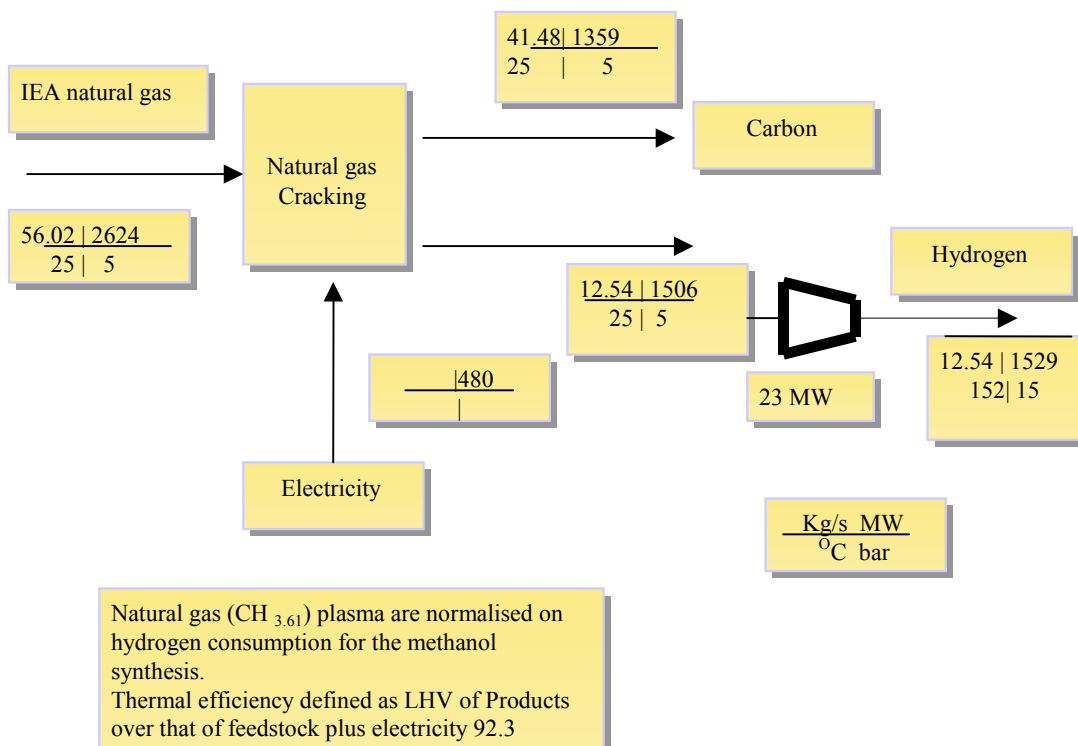 41.48| 1359
25 | 5
IEA natural gas
Carbon
Natural gas
Cracking
56.02 | 2624
25 | 5
Hydrogen
12.54 | 1506
25 | 5
12.54 | 1529
152| 15
|480
|
23 MW
Electricity
Kg/s MW
OC bar
Natural gas (CH 3.61) plasma are normalised on
hydrogen consumption for the methanol
synthesis.
Thermal efficiency defined as LHV of Products
over that of feedstock plus electricity 92.3